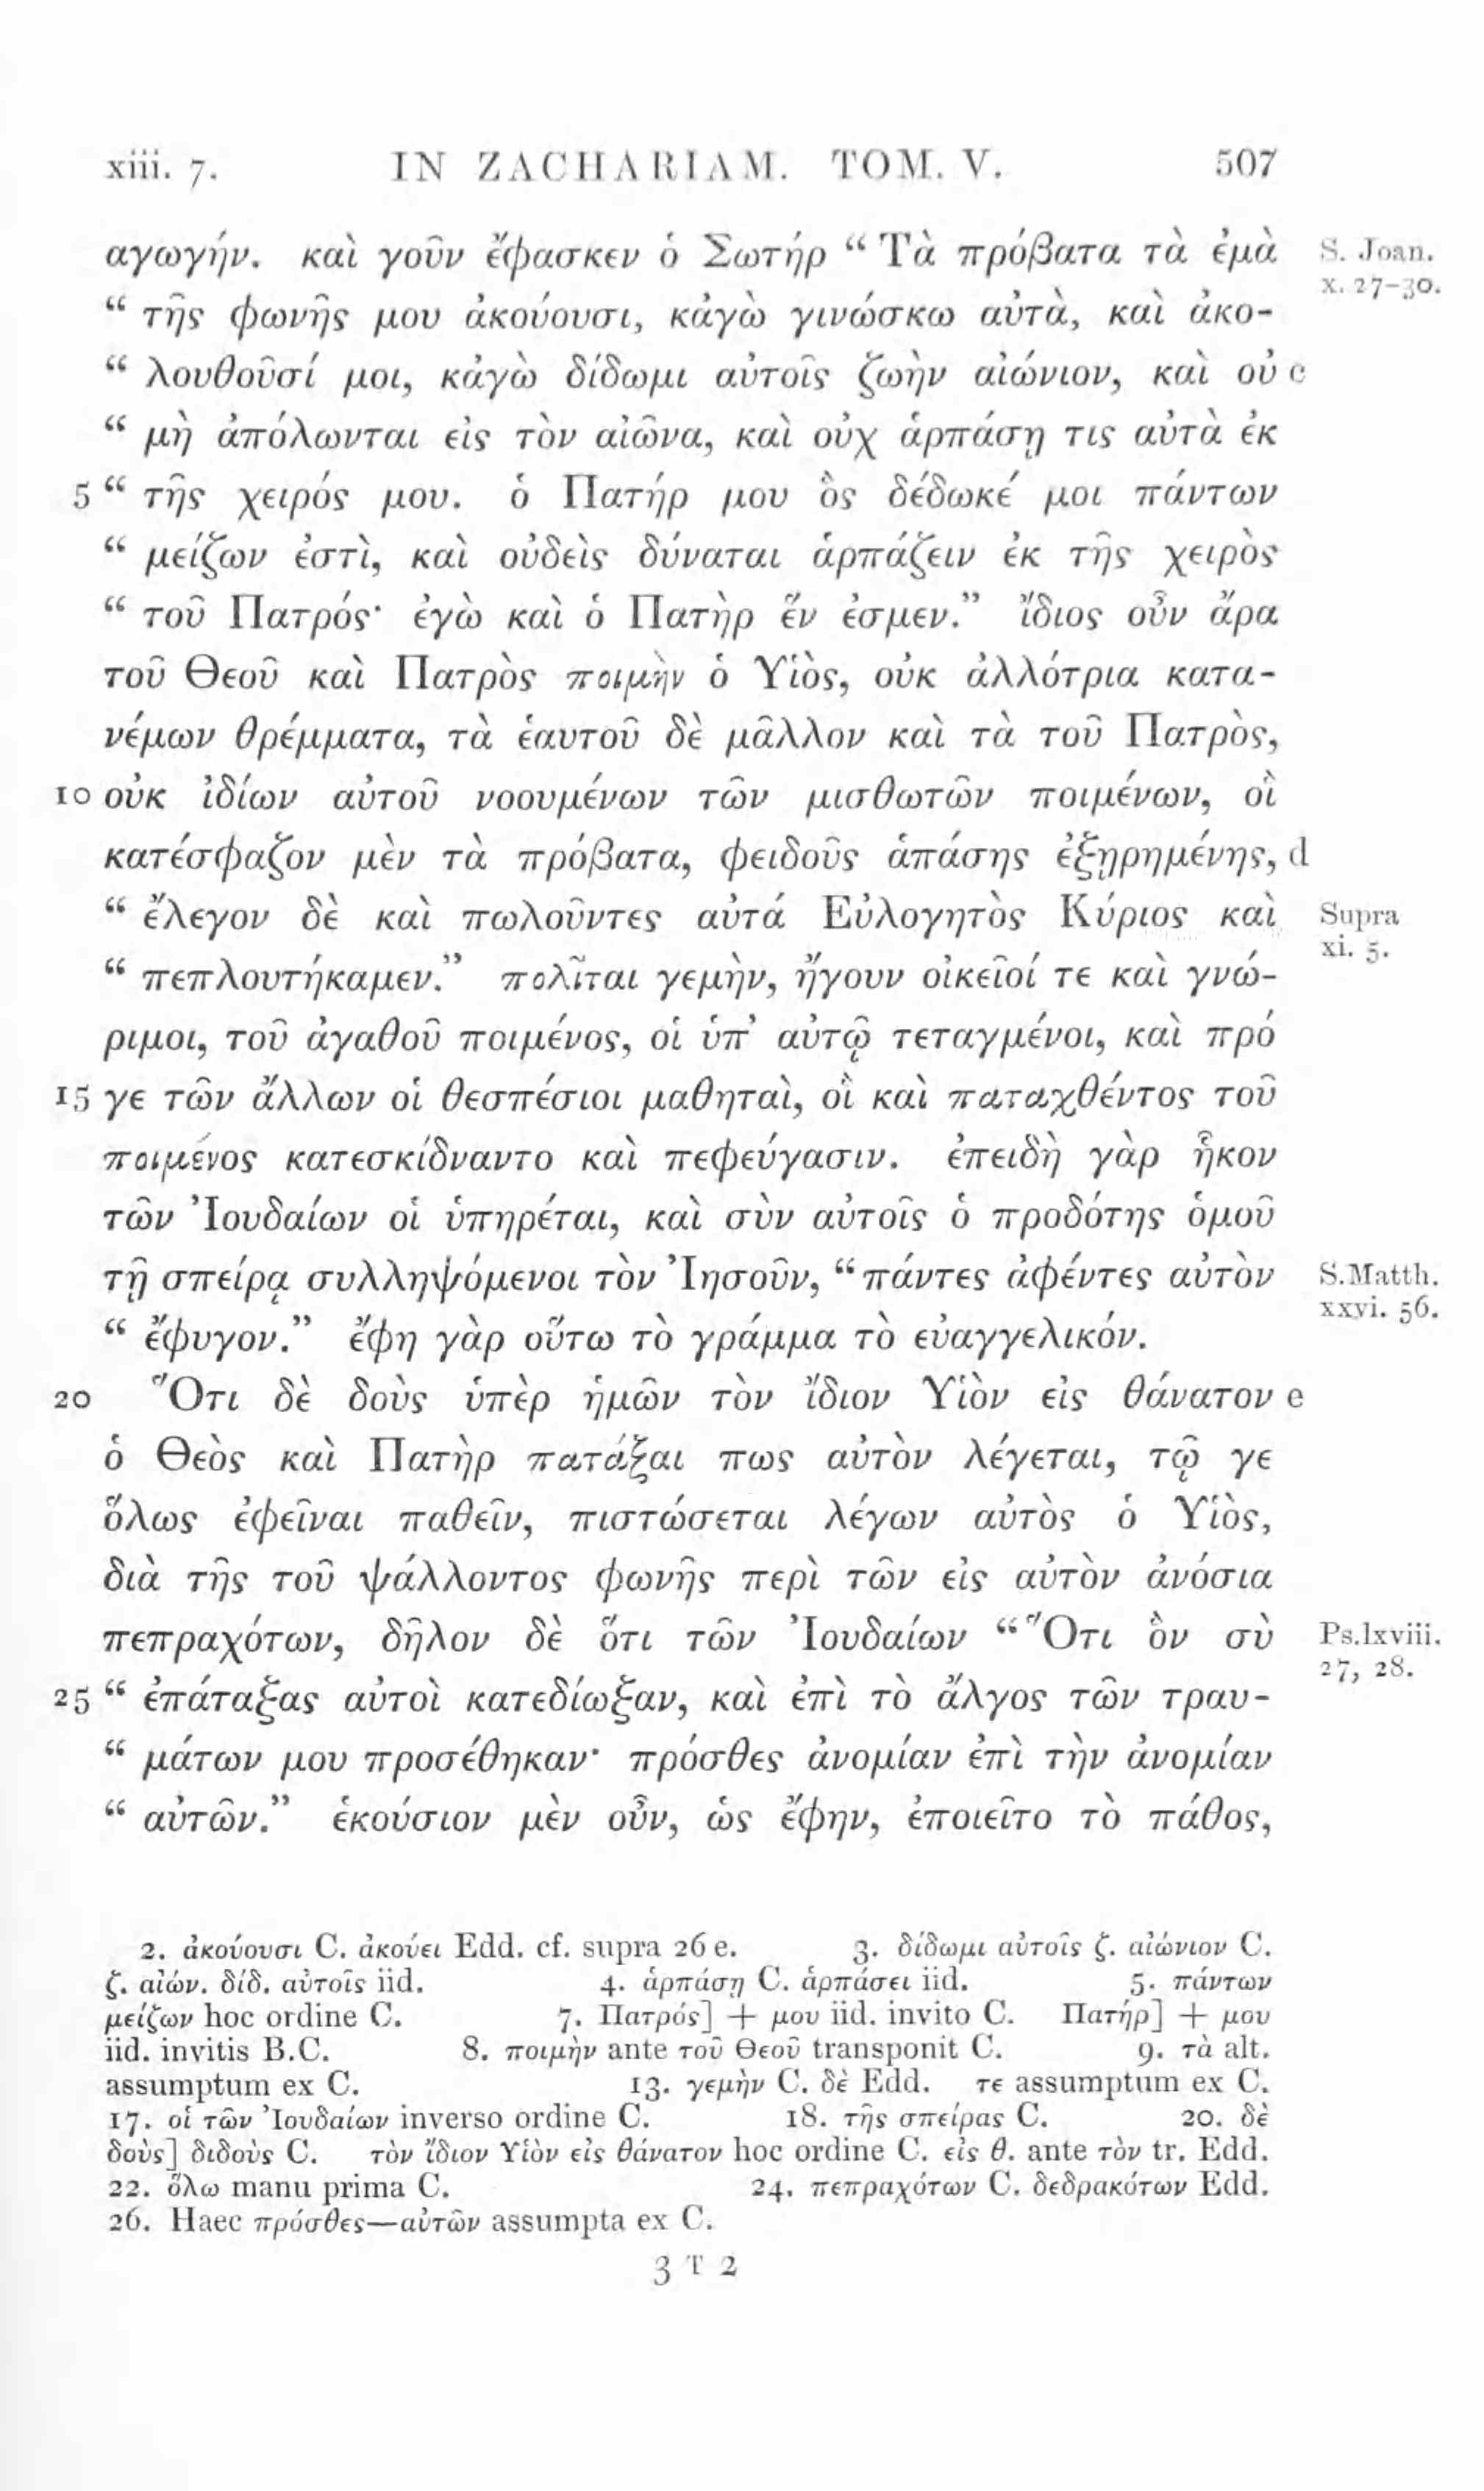 xiii. 7. IN ZACHARIAM. TOM. V. 507
αγωγήν. καὶ γοῦν ἔφασκεν ὁ Σωτήρ “ Τὰ πρόβατα τὰ ἐμὰ S. Joan.
“ τῆς φωνῆς μου ἀκούουσι, κἀγὼ γινώσκω αὐτὰ, καὶ ἀκο- x. 27-30.
“ λουθοῦσί μοι, κἀγὼ δίδωμι αὐτοῖς ζωὴν αἰώνιον, καὶ οὐ c
“ μὴ ἀπόλωνται εἰς τὸν αἰῶνα, καὶ οὐχ ἁρπάσῃ τις αὐτὰ ἐκ
5 “ τῆς χειρός μου. ὁ Πατήρ μου ὃς δέδωκέ μοι πάντων
“ μείζων ἐστὶ, καὶ οὐδεὶς δύναται ἁρπάζειν ἐκ τῆς χειρὸς
“ τοῦ Πατρός· ἐγὼ καὶ ὁ Πατὴρ ἕν ἐσμεν.” ἴδιος οὖν ἄρα
τοῦ Θεοῦ καὶ Πατρὸς ποιμὴν ὁ Υἱὸς, οὐκ ἀλλότρια κατα-
νέμων θρέμματα, τὰ ἑαυτοῦ δὲ μᾶλλον καὶ τὰ τοῦ Πατρὸς,
10 οὐκ ἰδίων αὐτοῦ νοουμένων τῶν μισθωτῶν ποιμένων, οἳ
κατέσφαζον μὲν τὰ πρόβατα, φειδοῦς ἁπάσης ἐξῃρημένης, d
“ ἔλεγον δὲ καὶ πωλοῦντες αὐτά Εὐλογητὸς Κύριος καὶ Supra
“ πεπλουτήκαμεν.” πολῖται γεμὴν, ἤγουν οἰκεῖοί τε καὶ γνώ- xi. 5.
ριμοι, τοῦ ἀγαθοῦ ποιμένος, οἱ ὑπ’ αὐτῷ τεταγμένοι, καὶ πρό
15 γε τῶν ἄλλων οἱ θεσπέσιοι μαθηταὶ, οἳ καὶ παταχθέντος τοῦ
ποιμένος κατεσκίδναντο καὶ πεφεύγασιν. ἐπειδὴ γὰρ ἧκον
τῶν Ἰουδαίων οἱ ὑπηρέται, καὶ σὺν αὐτοῖς ὁ προδότης ὁμοῦ
τῇ σπείρᾳ συλληψόμενοι τὸν Ἰησοῦν, “ πάντες ἀφέντες αὐτὸν S.Matth.
“ ἔφυγον.” ἔφη γὰρ οὕτω τὸ γράμμα τὸ εὐαγγελικόν. xxvi. 56.
20 Ὅτι δὲ δοὺς ὑπὲρ ἡμῶν τὸν ἴδιον Υἱὸν εἰς θάνατον e
ὁ Θεὸς καὶ Πατὴρ πατάξαι πως αὐτὸν λέγεται, τῷ γε
ὅλως ἐφεῖναι παθεῖν, πιστώσεται λέγων αὐτὸς ὁ Υἱὸς,
διὰ τῆς τοῦ ψάλλοντος φωνῆς περὶ τῶν εἰς αὐτὸν ἀνόσια
πεπραχότων, δῆλον δὲ ὅτι τῶν Ἰουδαίων “ Ὅτι ὃν σὺ Ps.lxviii.
25 “ ἐπάταξας αὐτοὶ κατεδίωξαν, καὶ ἐπὶ τὸ ἄλγος τῶν τραυ- 27, 28.
“ μάτων μου προσέθηκαν· πρόσθες ἀνομίαν ἐπὶ τὴν ἀνομίαν
“ αὐτῶν.” ἑκούσιον μὲν οὖν, ὡς ἔφην, ἐποιεῖτο τὸ πάθος,
2. ἀκούουσι C. ἀκούει Edd. cf. supra 26 e. 3. δίδωμι αὐτοῖς ζ. αἰώνιον C.
ζ. αἰών. δίδ. αὐτοῖς iid. 4. ἁρπάσῃ C. ἁρπάσει iid. 5. πάντων
μείζων hoc ordine C. 7. Πατρός] + μου iid. invito C. Πατήρ] + μου
iid. invitis B.C. 8. ποιμὴν ante τοῦ Θεοῦ transponit C. 9. τὰ alt.
assumptum ex C. 13. γεμὴν C. δὲ Edd. τε assumptum ex C.
17. οἱ τῶν Ἰουδαίων inverso ordine C. 18. τῆς σπείρας C. 20. δὲ
δοὺς] διδοὺς C. τὸν ἴδιον Υἱὸν εἰς θάνατον hoc ordine C. εἰς θ. ante τὸν tr. Edd.
22. ὅλω manu prima C. 24. πεπραχότων C. δεδρακότων Edd.
26. Haec πρόσθες—αὐτῶν assumpta ex C.
3 T 2